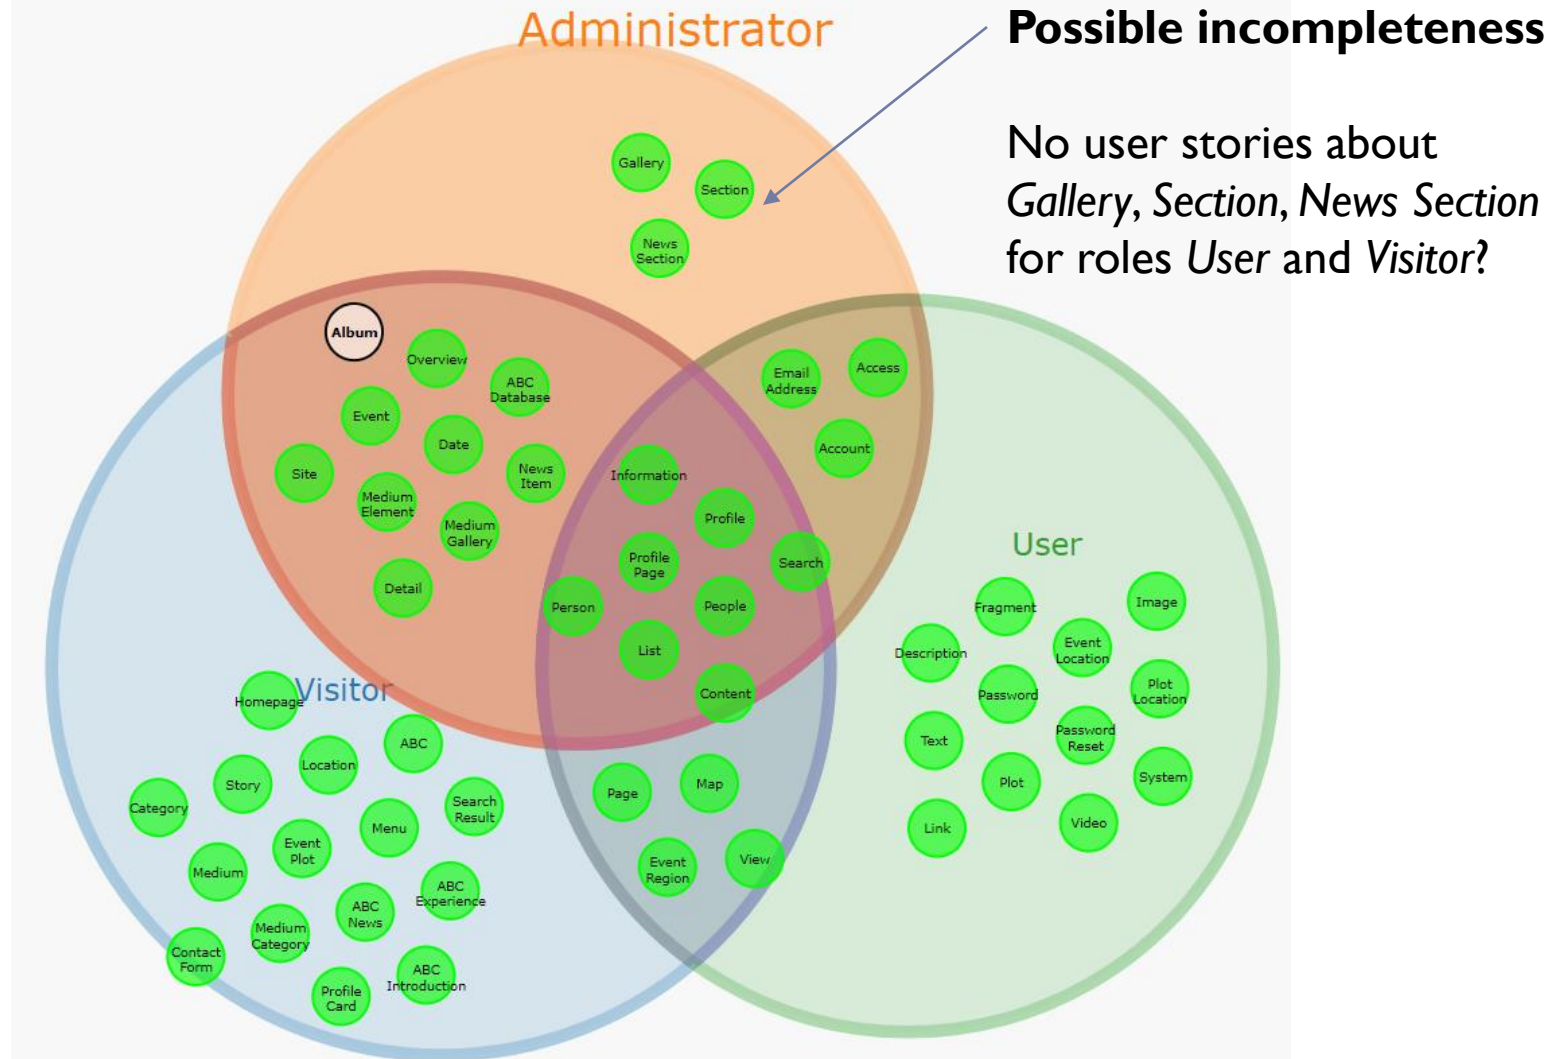 Administrator
Possible incompleteness
No user stories about
Gallery, Section, News Section
for roles User and Visitor?
Gallery
Section
News
Section
Album
Overview
ABC
Database
Event
Date
Site
News
Item
Medium
Element
Medium
Gallery
Detail
Email
Address
Access
Account
Information
Profile
Profile
Page
Search
Person
People
List
Content
User
Fragment
Image
Description
Event
Location
Password
Plot
Location
Text
Password
Reset
Plot
System
Link
Video
Visitor
Homepage
ABC
Location
Story
Category
Search
Result
Menu
Event
Plot
Medium
ABC
Experience
ABC
News
Medium
Category
Contact
Form
ABC
Introduction
Profile
Card
Page
Map
Event
Region
View